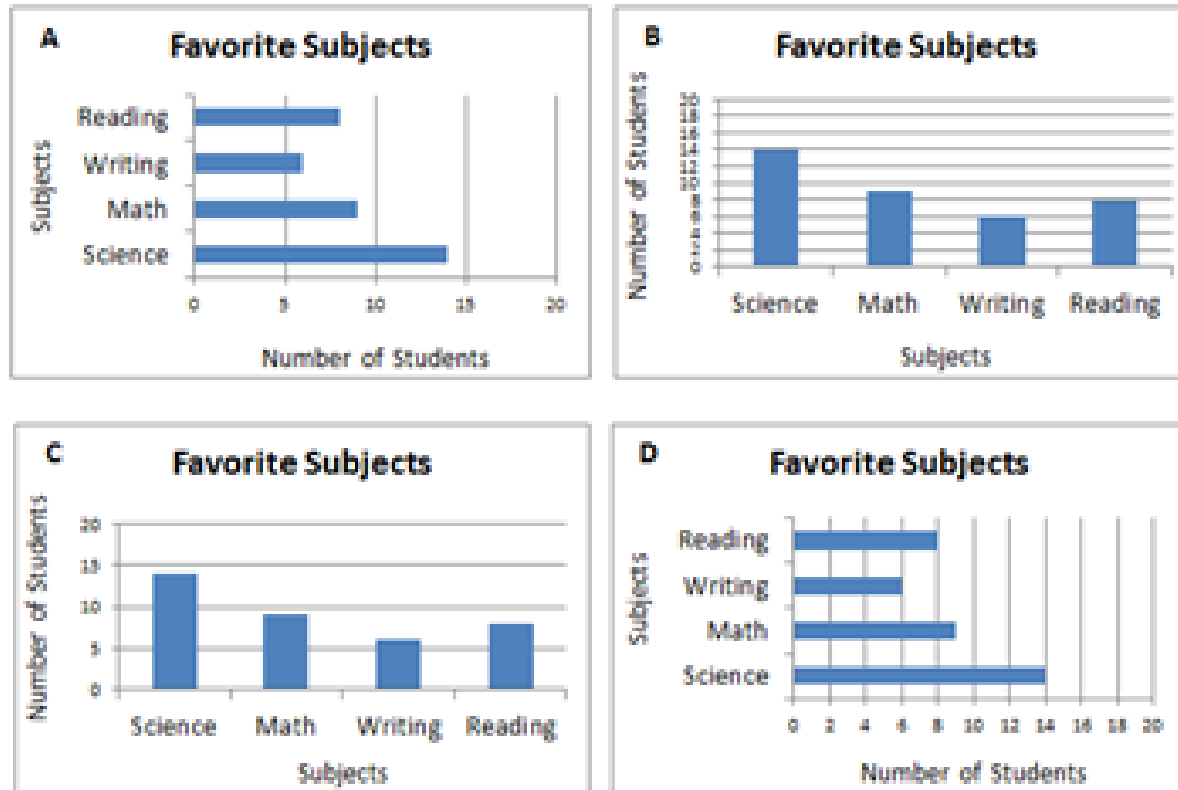 A
Favorite Subjects
Subjects
Reading
Writing
Math
Science
0 5 10 15 20
Number of Students
B
Favorite Subjects
Number of Students
Science Math Writing Reading
Subjects
C
Favorite Subjects
Number of Students
20
15
10
5
0
Science Math Writing Reading
Subjects
D
Favorite Subjects
Subjects
Reading
Writing
Math
Science
0 2 4 6 8 10 12 14 16 18 20
Number of Students